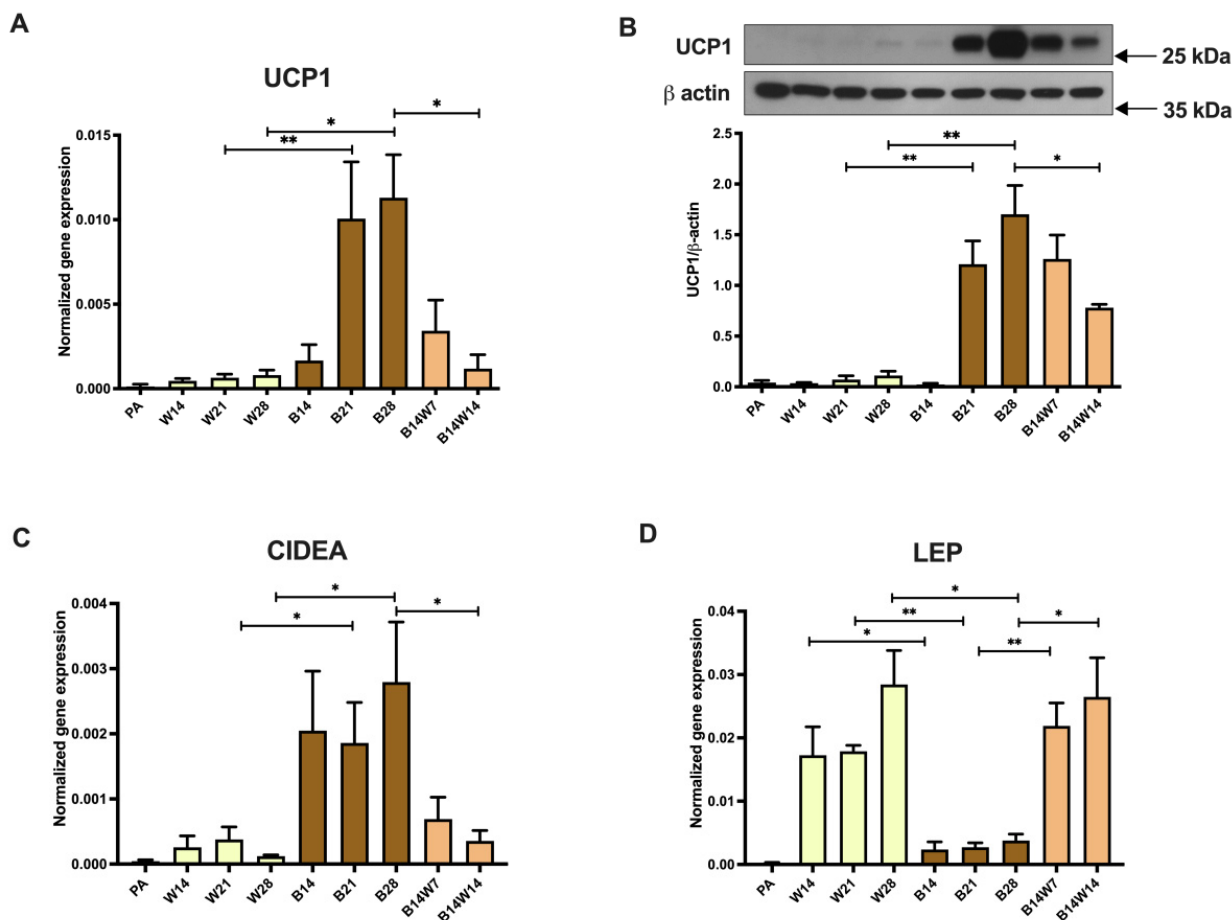 A
UCP1
Normalized gene expression
0.015
0.010
0.005
0.000
**
*
*
PA
W14
W21
W28
B14
B21
B28
B14W7
B14W14
B
UCP1
25 kDa
β actin
35 kDa
UCP1/β-actin
2.5
2.0
1.5
1.0
0.5
0.0
**
**
*
PA
W14
W21
W28
B14
B21
B28
B14W7
B14W14
C
CIDEA
Normalized gene expression
0.004
0.003
0.002
0.001
0.000
*
*
*
PA
W14
W21
W28
B14
B21
B28
B14W7
B14W14
D
LEP
Normalized gene expression
0.04
0.03
0.02
0.01
0.00
*
**
*
*
**
PA
W14
W21
W28
B14
B21
B28
B14W7
B14W14